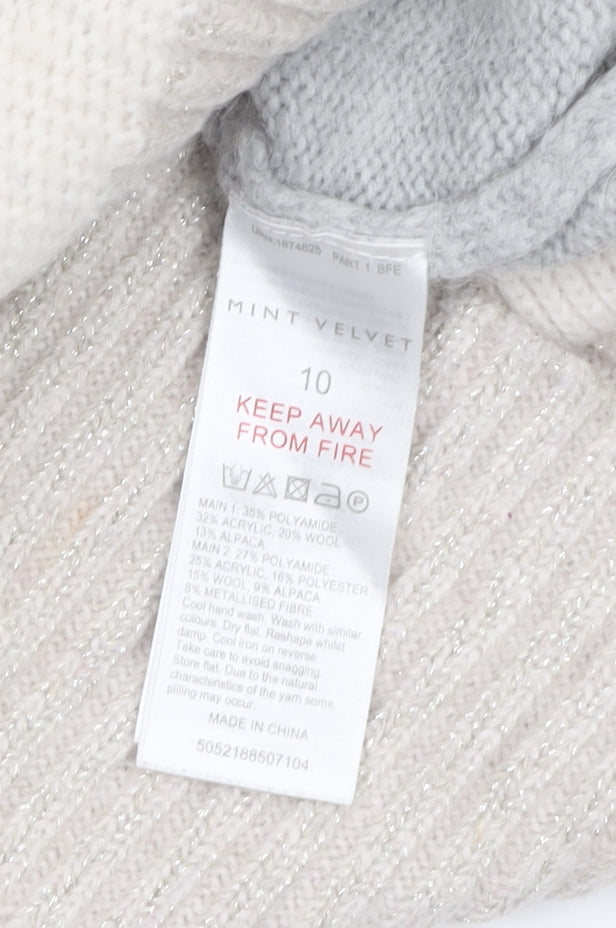 URN 1874625 PART 1 BFE
MINT VELVET
10
KEEP AWAY
FROM FIRE
P
MAIN 1: 35% POLYAMIDE,
32% ACRYLIC, 20% WOOL
13% ALPACA
MAIN 2: 27% POLYAMIDE
25% ACRYLIC, 16% POLYESTER
15% WOOL, 9% ALPACA
8% METALLISED FIBRE
Cool hand wash. Wash with similar
colours. Dry flat. Reshape whilst
damp. Cool iron on reverse
Take care to avoid snagging.
Store flat. Due to the natural
characteristics of the yarn some
pilling may occur.
MADE IN CHINA
5052188507104